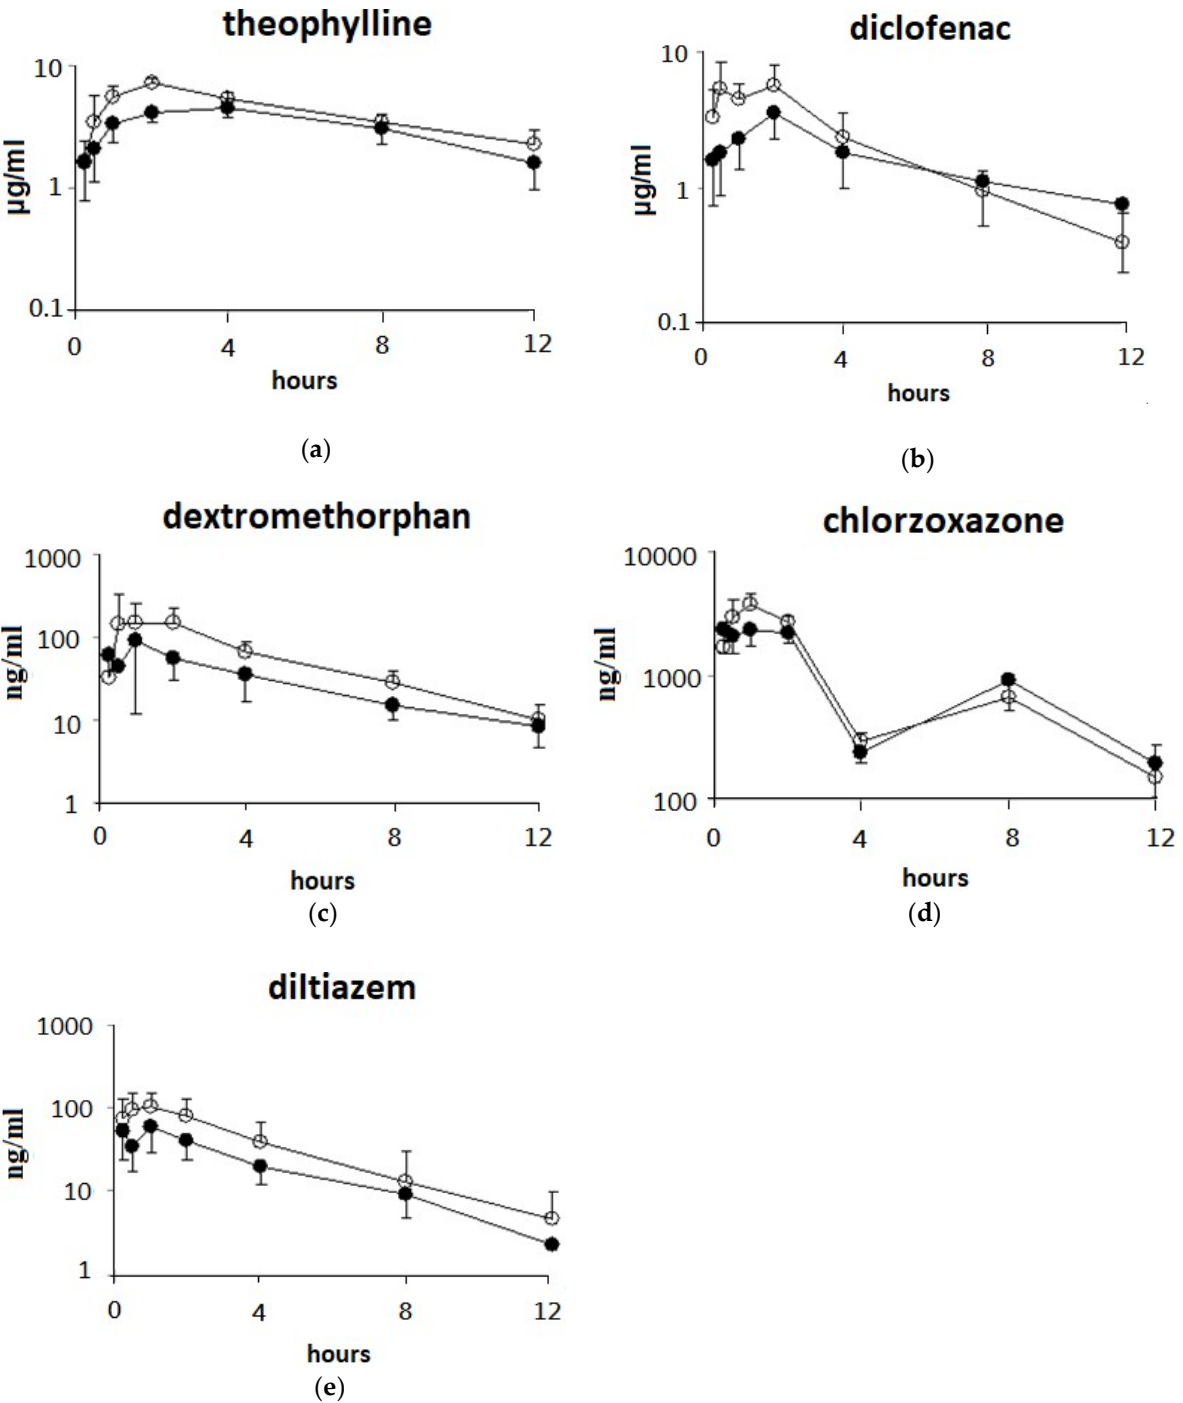 theophylline
10
1
0.1
µg/ml
0 4 8 12
hours
(a)
diclofenac
10
1
0.1
µg/ml
0 4 8 12
hours
(b)
dextromethorphan
1000
100
10
1
ng/ml
0 4 8 12
hours
(c)
chlorzoxazone
10000
1000
100
ng/ml
0 4 8 12
hours
(d)
diltiazem
1000
100
10
1
ng/ml
0 4 8 12
hours
(e)